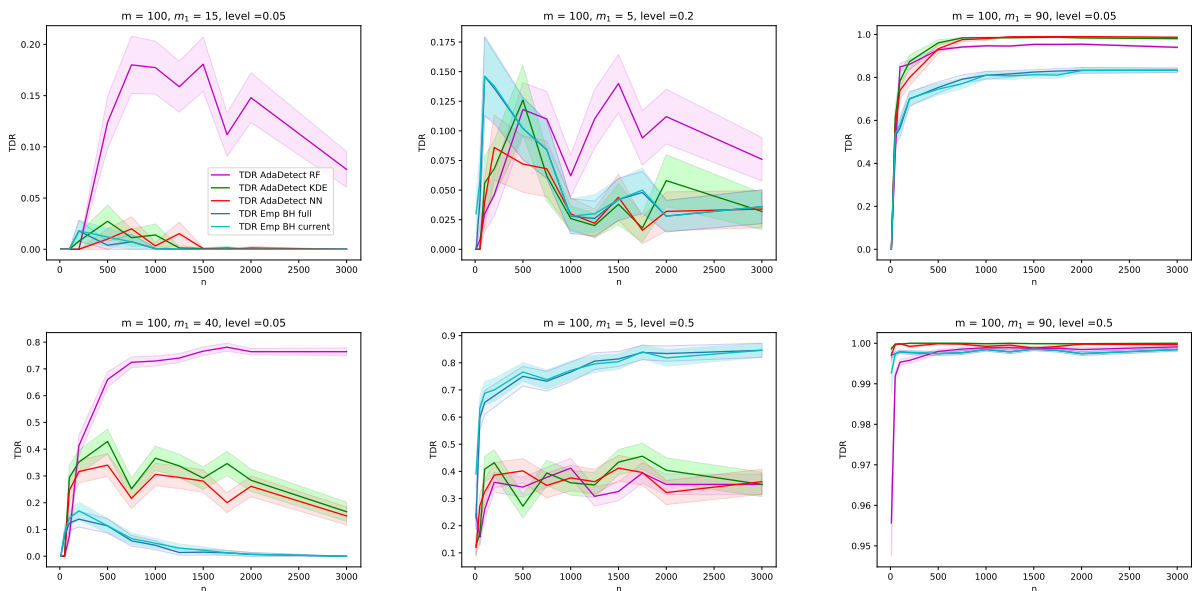 m = 100, m₁ = 15, level =0.05
0.20
0.15
0.10
0.05
0.00
TDR
TDR AdaDetect RF
TDR AdaDetect KDE
TDR AdaDetect NN
TDR Emp BH full
TDR Emp BH current
0 500 1000 1500 2000 2500 3000
n
m = 100, m₁ = 5, level =0.2
0.175
0.150
0.125
0.100
0.075
0.050
0.025
0.000
TDR
0 500 1000 1500 2000 2500 3000
n
m = 100, m₁ = 90, level =0.05
1.0
0.8
0.6
0.4
0.2
0.0
TDR
0 500 1000 1500 2000 2500 3000
n
m = 100, m₁ = 40, level =0.05
0.8
0.7
0.6
0.5
0.4
0.3
0.2
0.1
0.0
TDR
0 500 1000 1500 2000 2500 3000
n
m = 100, m₁ = 5, level =0.5
0.9
0.8
0.7
0.6
0.5
0.4
0.3
0.2
0.1
TDR
0 500 1000 1500 2000 2500 3000
n
m = 100, m₁ = 90, level =0.5
1.00
0.99
0.98
0.97
0.96
0.95
TDR
0 500 1000 1500 2000 2500 3000
n